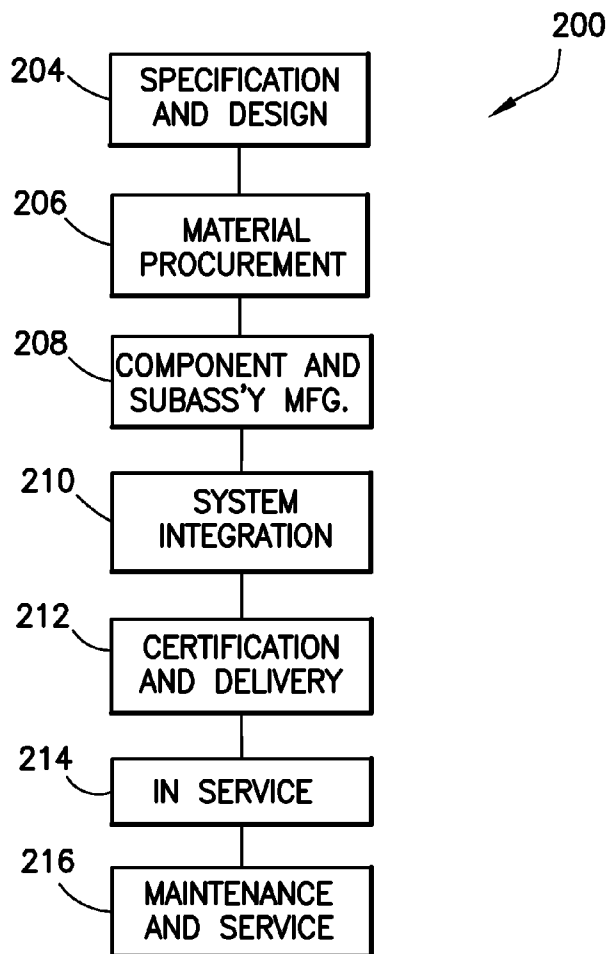 200
204
SPECIFICATION
AND DESIGN
206
MATERIAL
PROCUREMENT
208
COMPONENT AND
SUBASS'Y MFG.
210
SYSTEM
INTEGRATION
212
CERTIFICATION
AND DELIVERY
214
IN SERVICE
216
MAINTENANCE
AND SERVICE